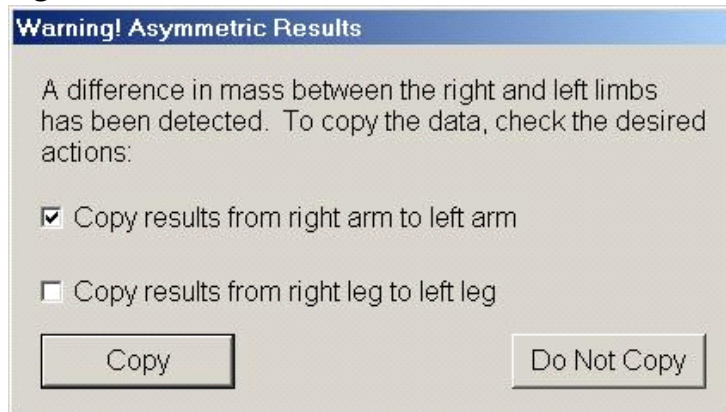 Warning! Asymmetric Results
A difference in mass between the right and left limbs
has been detected. To copy the data, check the desired
actions:
Copy results from right arm to left arm
Copy results from right leg to left leg
Copy
Do Not Copy